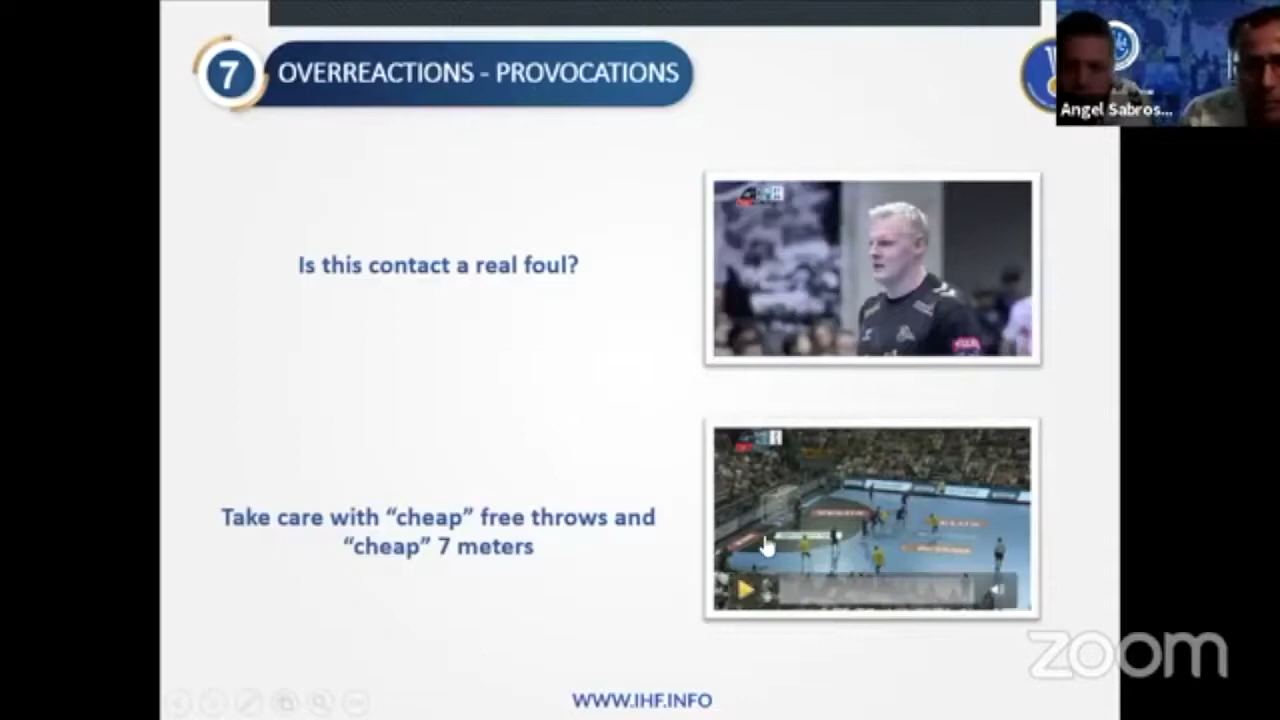 7
OVERREACTIONS - PROVOCATIONS
Angel Sabros...
Is this contact a real foul?
Take care with “cheap” free throws and
“cheap” 7 meters
WWW.IHF.INFO
zoom